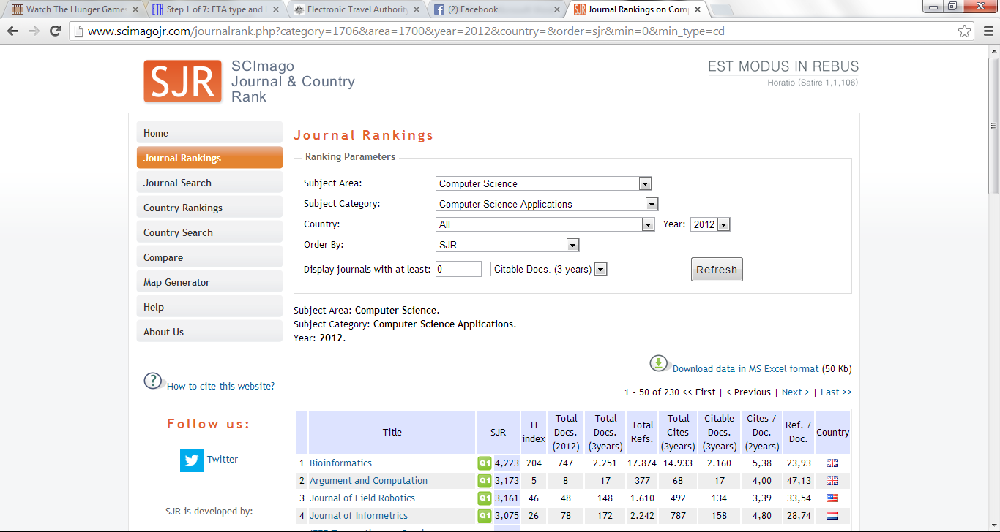 Watch The Hunger Games
Step 1 of 7: ETA type and
Electronic Travel Authority
(2) Facebook
Journal Rankings on Comp
www.scimagojr.com/journalrank.php?category=1706&area=1700&year=2012&country=&order=sjr&min=0&min_type=cd
SJR
SCImago
Journal & Country
Rank
EST MODUS IN REBUS
Horatio (Satire 1,1,106)
Home
Journal Rankings
Journal Search
Country Rankings
Country Search
Compare
Map Generator
Help
About Us
How to cite this website?
Follow us:
Twitter
SJR is developed by:
Journal Rankings
Ranking Parameters
Subject Area: Computer Science
Subject Category: Computer Science Applications
Country: All Year: 2012
Order By: SJR
Display journals with at least: 0 Citable Docs. (3 years) Refresh
Subject Area: Computer Science.
Subject Category: Computer Science Applications.
Year: 2012.
Download data in MS Excel format (50 Kb)
1 - 50 of 230 << First | < Previous | Next > | Last >>
Title SJR H index Total Docs. (2012) Total Docs. (3years) Total Refs. Total Cites (3years) Citable Docs. (3years) Cites / Doc. (2years) Ref. / Doc. Country
1 Bioinformatics Q1 4,223 204 747 2.251 17.874 14.933 2.160 5,38 23,93
2 Argument and Computation Q1 3,173 5 8 17 377 68 17 4,00 47,13
3 Journal of Field Robotics Q1 3,161 46 48 148 1.610 492 134 3,39 33,54
4 Journal of Informetrics Q1 3,075 26 78 172 2.242 787 158 4,80 28,74